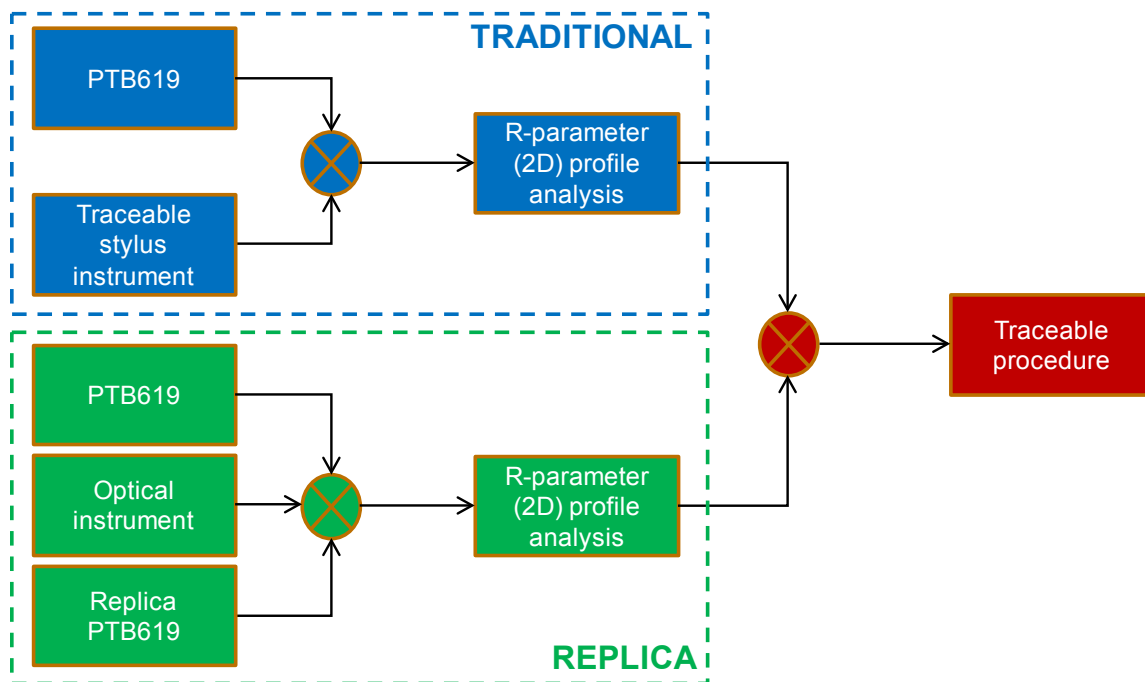 TRADITIONAL
PTB619
Traceable
stylus
instrument
R-parameter
(2D) profile
analysis
PTB619
Optical
instrument
Replica
PTB619
R-parameter
(2D) profile
analysis
REPLICA
Traceable
procedure